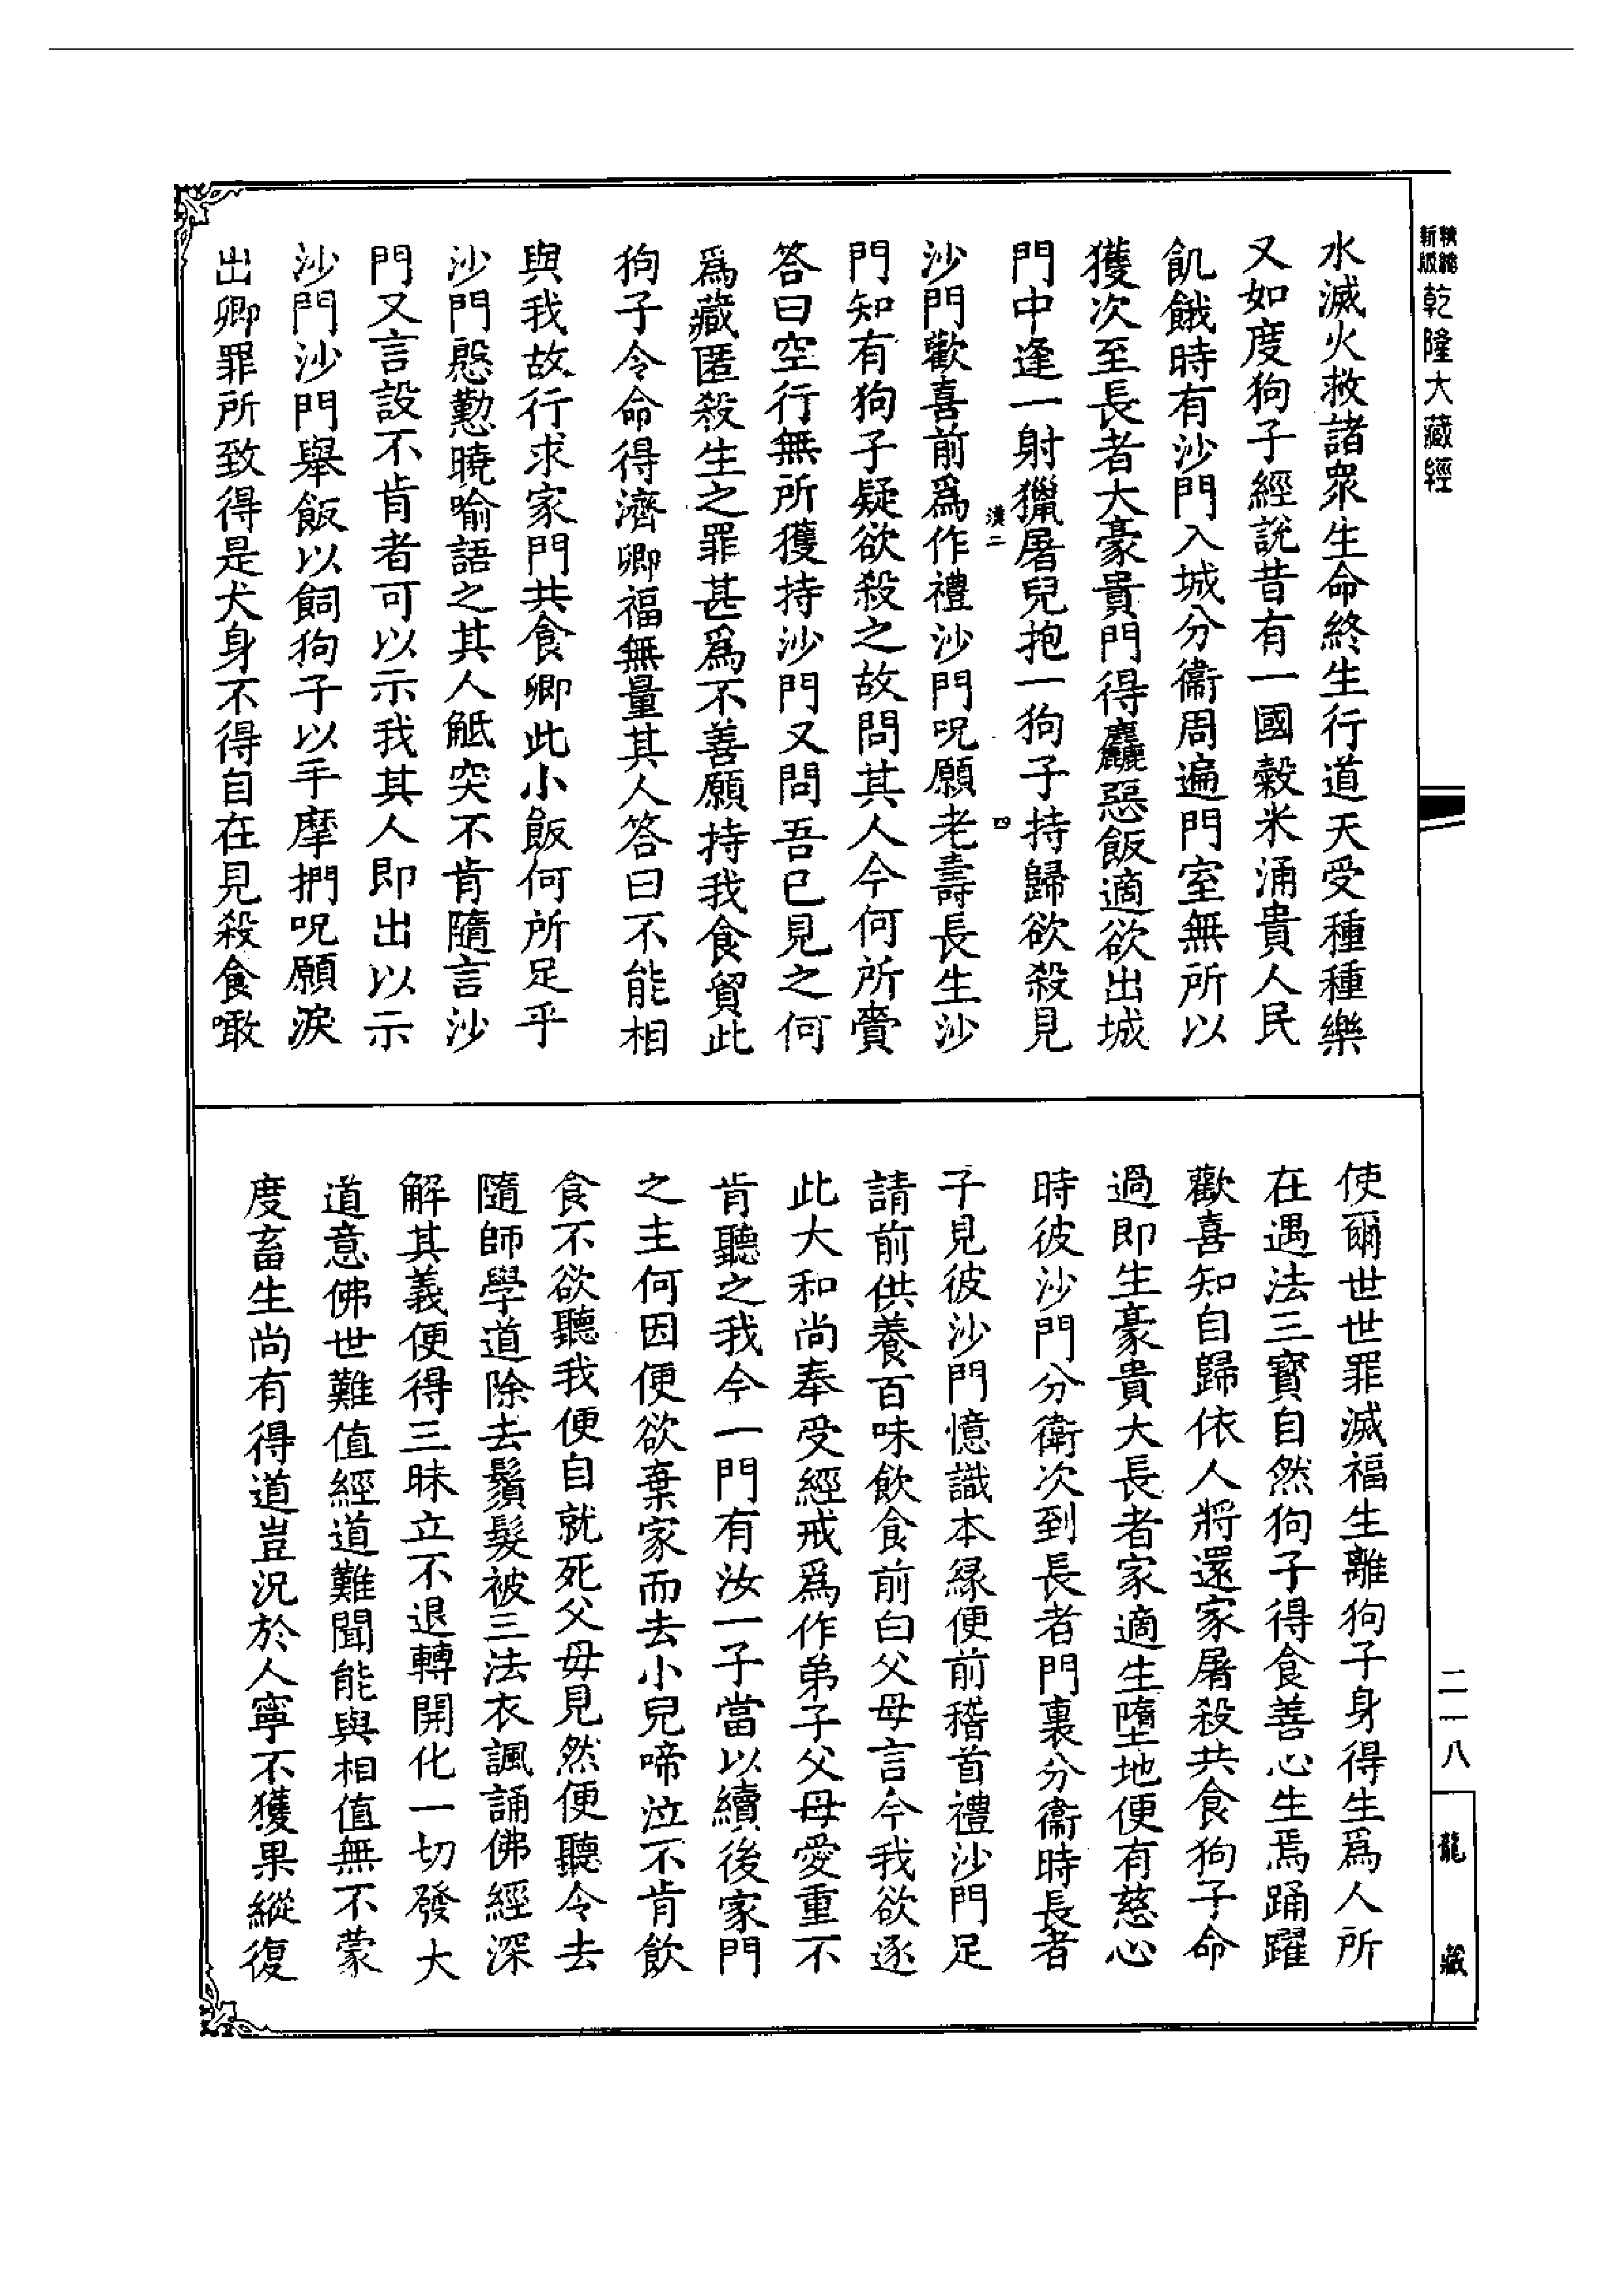 精縮新版乾隆大藏經
水滅火救諸衆生命終生行道天受種種樂
又如度狗子經說昔有一國穀米涌貴人民
飢餓時有沙門入城分衞周遍門室無所以
獲次至長者大豪貴門得麤惡飯適欲出城
門中逢一射獵屠兒抱一狗子持歸欲殺見
漢二 四
沙門歡喜前爲作禮沙門呪願老壽長生沙
門知有狗子疑欲殺之故問其人今何所賷
答曰空行無所獲持沙門又問吾已見之何
爲藏匿殺生之罪甚爲不善願持我食貿此
狗子令命得濟卿福無量其人答曰不能相
與我故行求家門共食卿此小飯何所足乎
沙門慇懃曉喻語之其人觝突不肯隨言沙
門又言設不肯者可以示我其人即出以示
沙門沙門舉飯以飼狗子以手摩捫呪願淚
出卿罪所致得是犬身不得自在見殺食噉
使爾世世罪滅福生離狗子身得生爲人所
在遇法三寳自然狗子得食善心生焉踊躍
歡喜知自歸依人將還家屠殺共食狗子命
過即生豪貴大長者家適生墮地便有慈心
時彼沙門分衛次到長者門裏分衞時長者
子見彼沙門憶識本緣便前稽首禮沙門足
請前供養百味飲食前白父母言今我欲逐
此大和尚奉受經戒爲作弟子父母愛重不
肯聽之我今一門有汝一子當以續後家門
之主何因便欲棄家而去小兒啼泣不肯飲
食不欲聽我便自就死父母見然便聽令去
隨師學道除去鬚髮被三法衣諷誦佛經深
解其義便得三昧立不退轉開化一切發大
道意佛世難值經道難聞能與相值無不蒙
度畜生尚有得道豈況於人寧不獲果縱復
二一八
龍藏